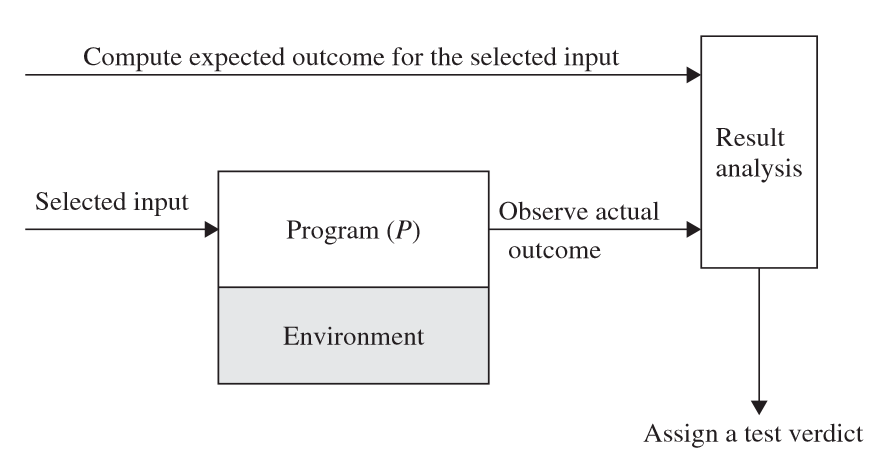 Compute expected outcome for the selected input
Result
analysis
Selected input
Program (P)
Observe actual
outcome
Environment
Assign a test verdict